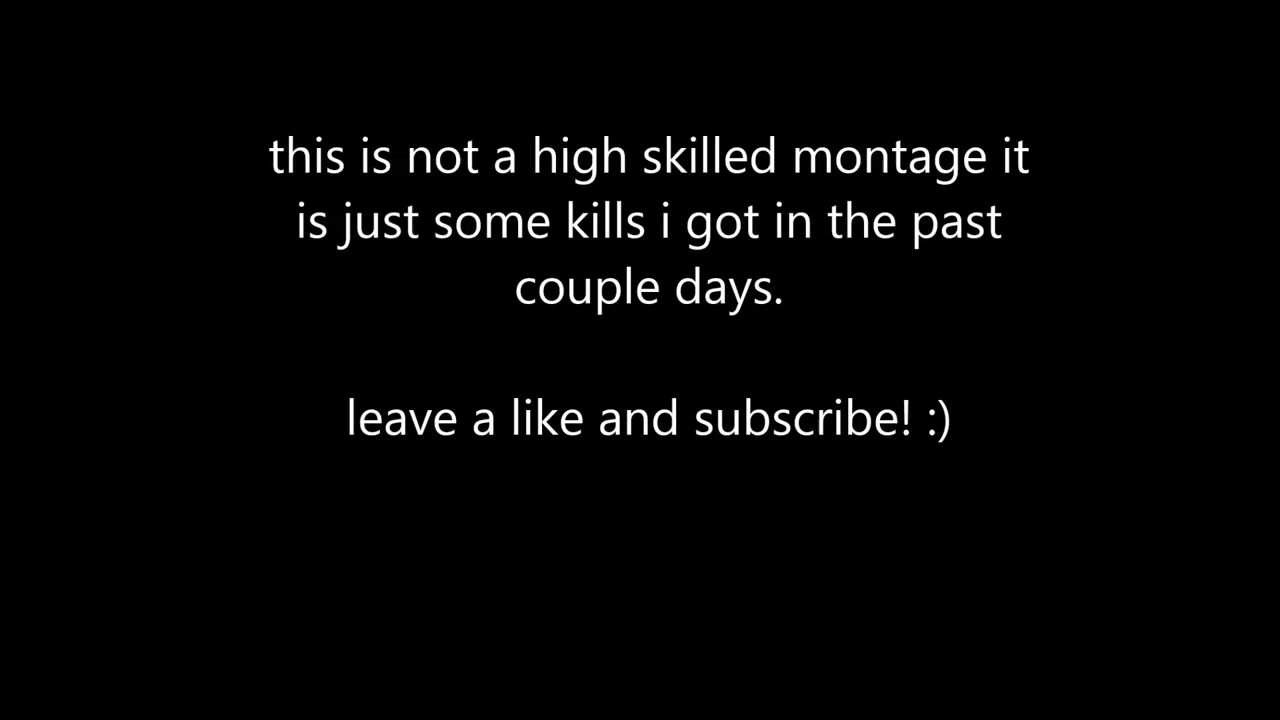 this is not a high skilled montage it
is just some kills i got in the past
couple days.
leave a like and subscribe! :)